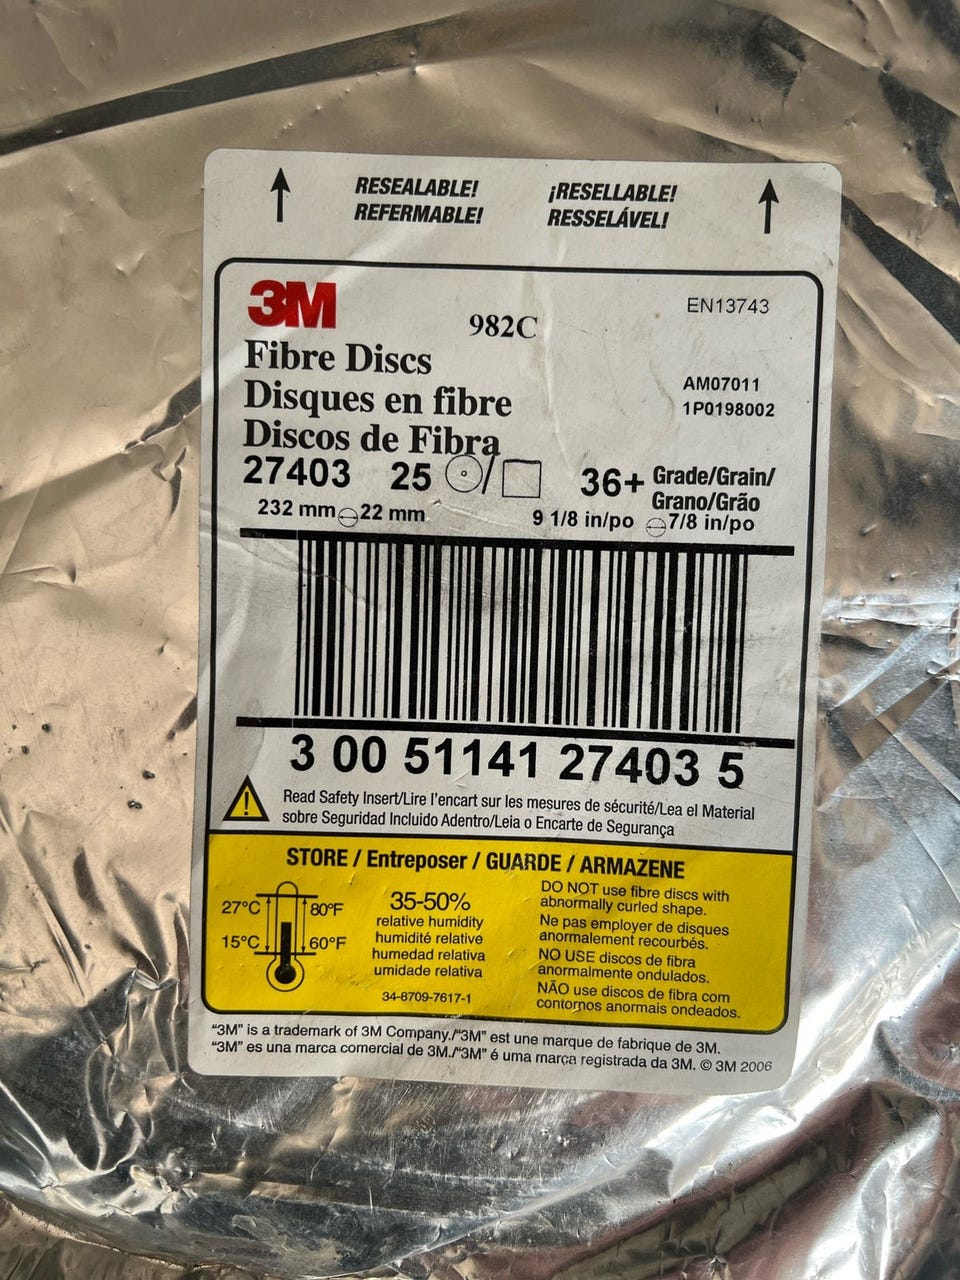 RESEALABLE! ¡RESELLABLE!
REFERMABLE! RESSELÁVEL!
3M
982C
EN13743
Fibre Discs
Disques en fibre
Discos de Fibra
AM07011
1P0198002
27403 25 / 36+ Grade/Grain/
Grano/Grão
232 mm 22 mm 9 1/8 in/po 7/8 in/po
3 00 51141 27403 5
Read Safety Insert/Lire l'encart sur les mesures de sécurité/Lea el Material
sobre Seguridad Incluido Adentro/Leia o Encarte de Segurança
STORE / Entreposer / GUARDE / ARMAZENE
27°C 80°F
15°C 60°F
35-50%
relative humidity
humidité relative
humedad relativa
umidade relativa
34-8709-7617-1
DO NOT use fibre discs with
abnormally curled shape.
Ne pas employer de disques
anormalement recourbés.
NO USE discos de fibra
anormalmente ondulados.
NÃO use discos de fibra com
contornos anormais ondeados.
"3M" is a trademark of 3M Company./"3M" est une marque de fabrique de 3M.
"3M" es una marca comercial de 3M./"3M" é uma marca registrada da 3M. © 3M 2006